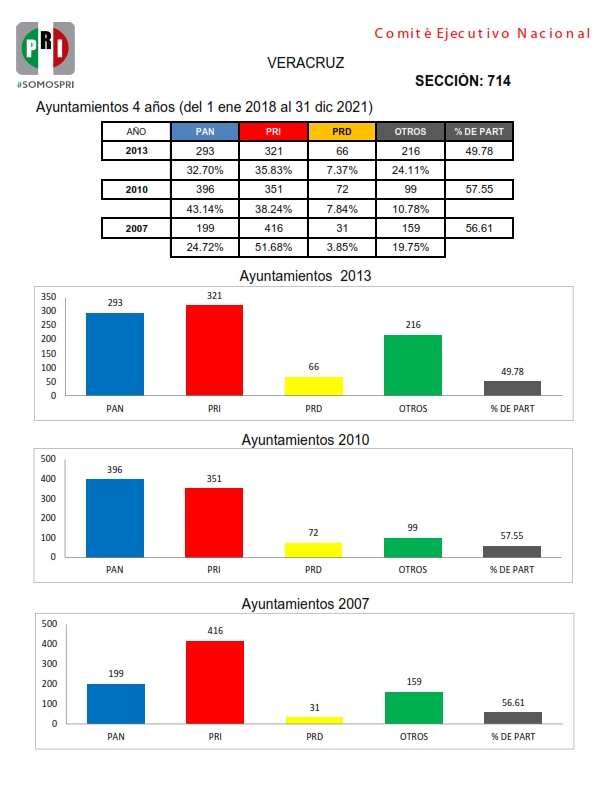 Comité Ejecutivo Nacional
PRI
#SOMOSPRI
VERACRUZ
SECCIÓN: 714
Ayuntamientos 4 años (del 1 ene 2018 al 31 dic 2021)
AÑO PAN PRI PRD OTROS % DE PART
2013 293 321 66 216 49.78
32.70% 35.83% 7.37% 24.11%
2010 396 351 72 99 57.55
43.14% 38.24% 7.84% 10.78%
2007 199 416 31 159 56.61
24.72% 51.68% 3.85% 19.75%
Ayuntamientos 2013
350
300
250
200
150
100
50
0
293
321
66
216
49.78
PAN PRI PRD OTROS % DE PART
Ayuntamientos 2010
500
400
300
200
100
0
396
351
72
99
57.55
PAN PRI PRD OTROS % DE PART
Ayuntamientos 2007
500
400
300
200
100
0
199
416
31
159
56.61
PAN PRI PRD OTROS % DE PART